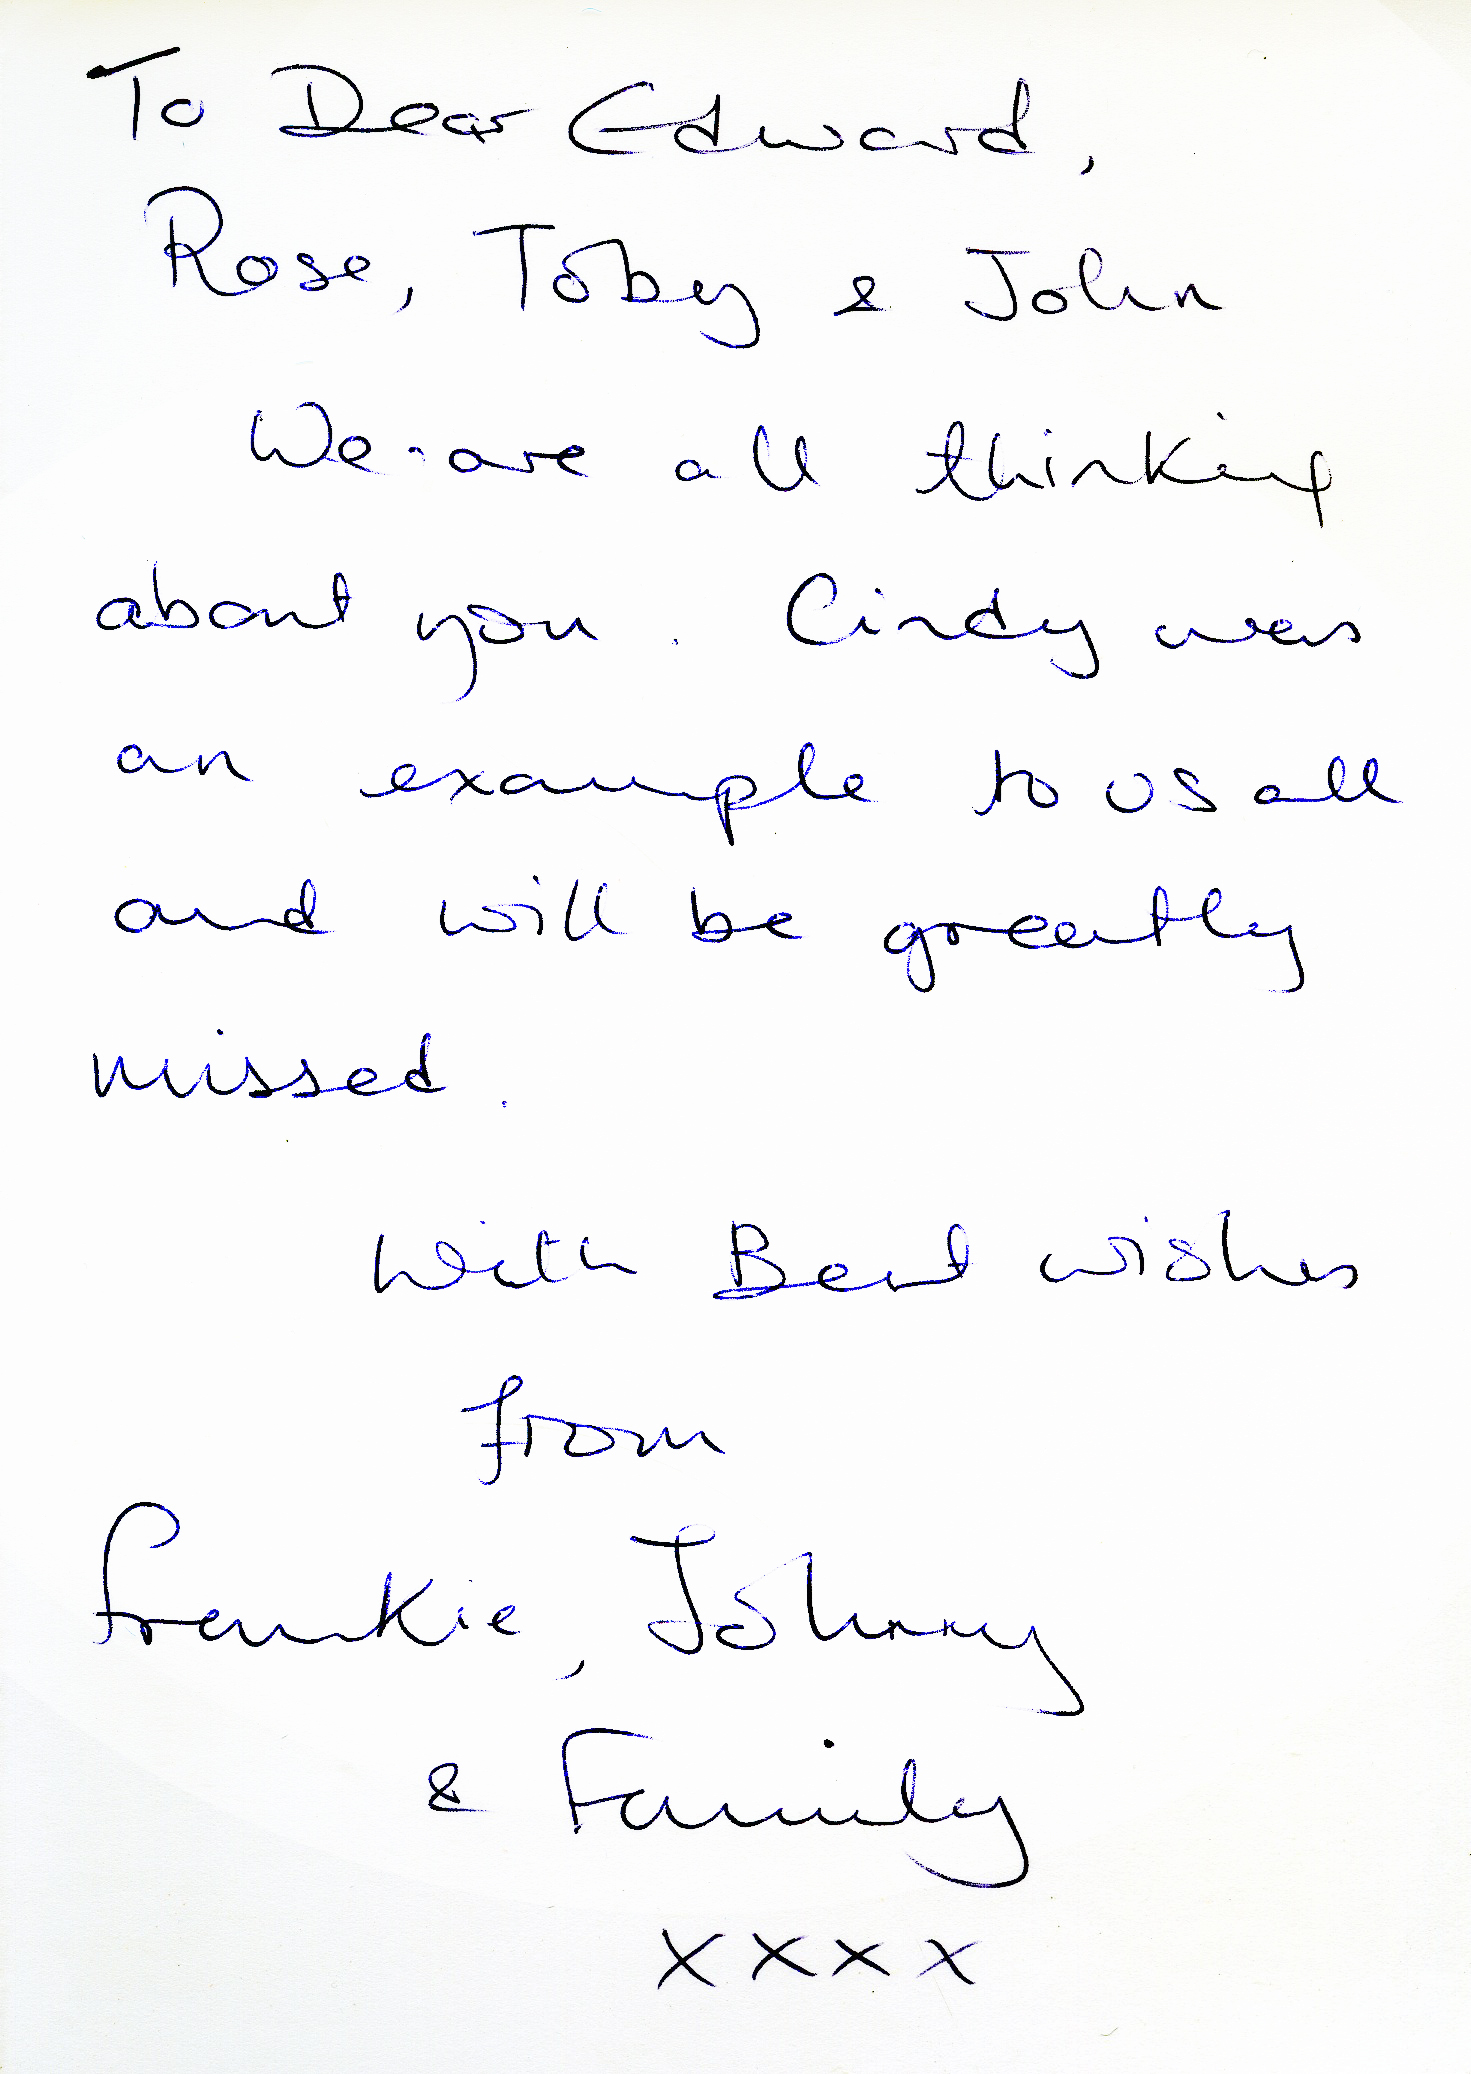 To Dear Edward,
Rose, Toby & John
We are all thinking
about you. Cindy was
an example to us all
and will be greatly
missed.
With Best wishes
from
Frankie, Johnny
& Family
xxxx